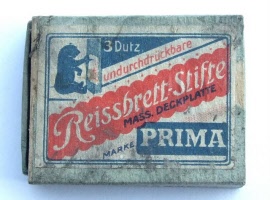 3 Dutz
undurchdrückbare
Reissbrett-Stifte
MASS. DECKPLATTE
MARKE PRIMA